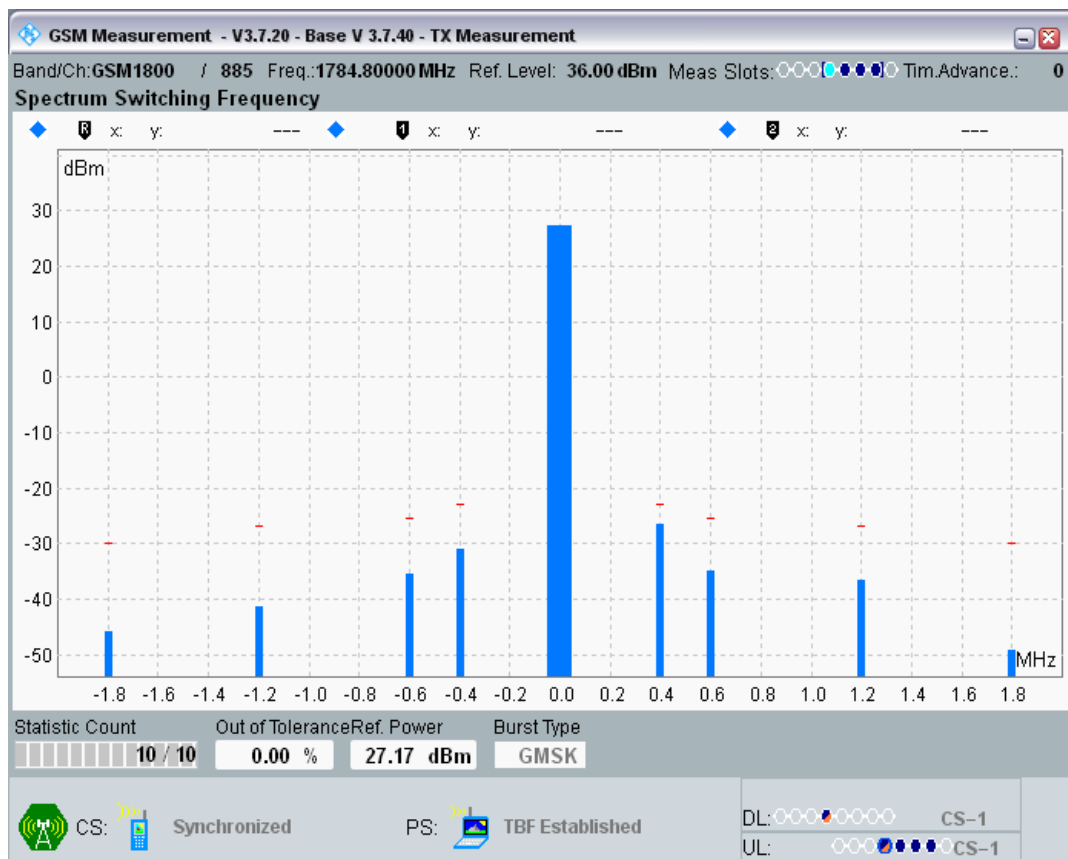 GSM Measurement - V3.7.20 - Base V 3.7.40 - TX Measurement
Band/Ch:GSM1800 / 885 Freq.:1784.80000 MHz Ref. Level: 36.00 dBm Meas Slots: Tim.Advance.: 0
Spectrum Switching Frequency
R x: y: --- 1 x: y: --- 2 x: y: ---
dBm
30
20
10
0
-10
-20
-30
-40
-50
MHz
-1.8 -1.6 -1.4 -1.2 -1.0 -0.8 -0.6 -0.4 -0.2 0.0 0.2 0.4 0.6 0.8 1.0 1.2 1.4 1.6 1.8
Statistic Count Out of Tolerance Ref. Power Burst Type
10 / 10 0.00 % 27.17 dBm GMSK
CS: Synchronized PS: TBF Established
DL: CS-1
UL: CS-1